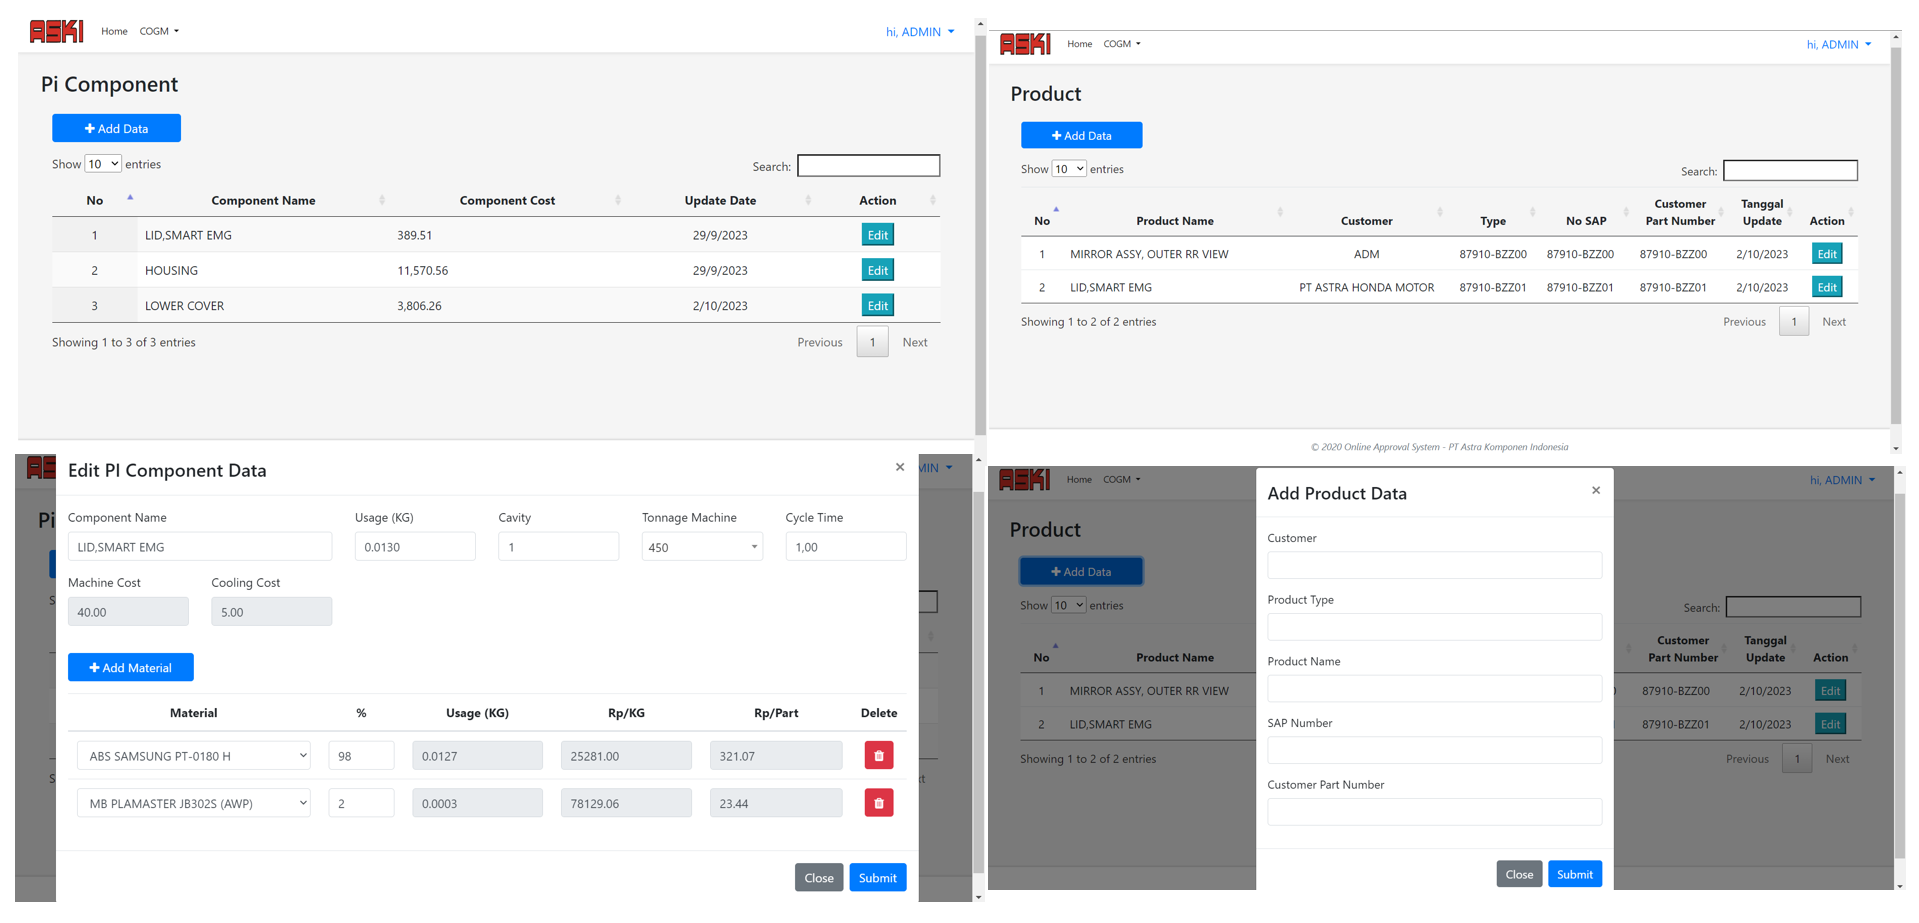 ASKI Home COGM hi, ADMIN
Pi Component
+ Add Data
Show 10 entries
Search:
No Component Name Component Cost Update Date Action
1 LID,SMART EMG 389.51 29/9/2023 Edit
2 HOUSING 11,570.56 29/9/2023 Edit
3 LOWER COVER 3,806.26 2/10/2023 Edit
Showing 1 to 3 of 3 entries
Previous 1 Next
ASKI Home COGM hi, ADMIN
Product
+ Add Data
Show 10 entries
Search:
No Product Name Customer Type No SAP Customer Part Number Tanggal Update Action
1 MIRROR ASSY, OUTER RR VIEW ADM 87910-BZZ00 87910-BZZ00 87910-BZZ00 2/10/2023 Edit
2 LID,SMART EMG PT ASTRA HONDA MOTOR 87910-BZZ01 87910-BZZ01 87910-BZZ01 2/10/2023 Edit
Showing 1 to 2 of 2 entries
Previous 1 Next
© 2020 Online Approval System - PT Astra Komponen Indonesia
Edit PI Component Data × MIN
Pi
Component Name Usage (KG) Cavity Tonnage Machine Cycle Time
LID,SMART EMG 0.0130 1 450 1,00
Machine Cost Cooling Cost
40.00 5.00
+ Add Material
Material % Usage (KG) Rp/KG Rp/Part Delete
ABS SAMSUNG PT-0180 H 98 0.0127 25281.00 321.07
MB PLAMASTER JB302S (AWP) 2 0.0003 78129.06 23.44
Close Submit
ASKI Home COGM hi, ADMIN
Product
+ Add Data
Show 10 entries
Search:
No Product Name Customer Part Number Tanggal Update Action
1 MIRROR ASSY, OUTER RR VIEW 87910-BZZ00 2/10/2023 Edit
2 LID,SMART EMG 87910-BZZ01 2/10/2023 Edit
Showing 1 to 2 of 2 entries
Previous 1 Next
Add Product Data ×
Customer
Product Type
Product Name
SAP Number
Customer Part Number
Close Submit